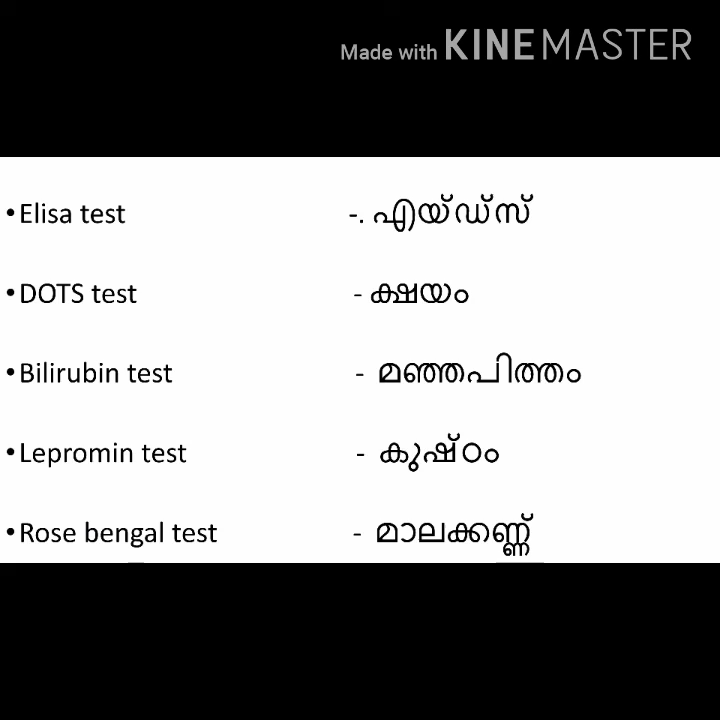 Made with KINEMASTER
•Elisa test -. എയ്ഡ്സ്
•DOTS test - ക്ഷയം
•Bilirubin test - മഞ്ഞപിത്തം
•Lepromin test - കുഷ്ഠം
•Rose bengal test - മാലക്കണ്ണ്